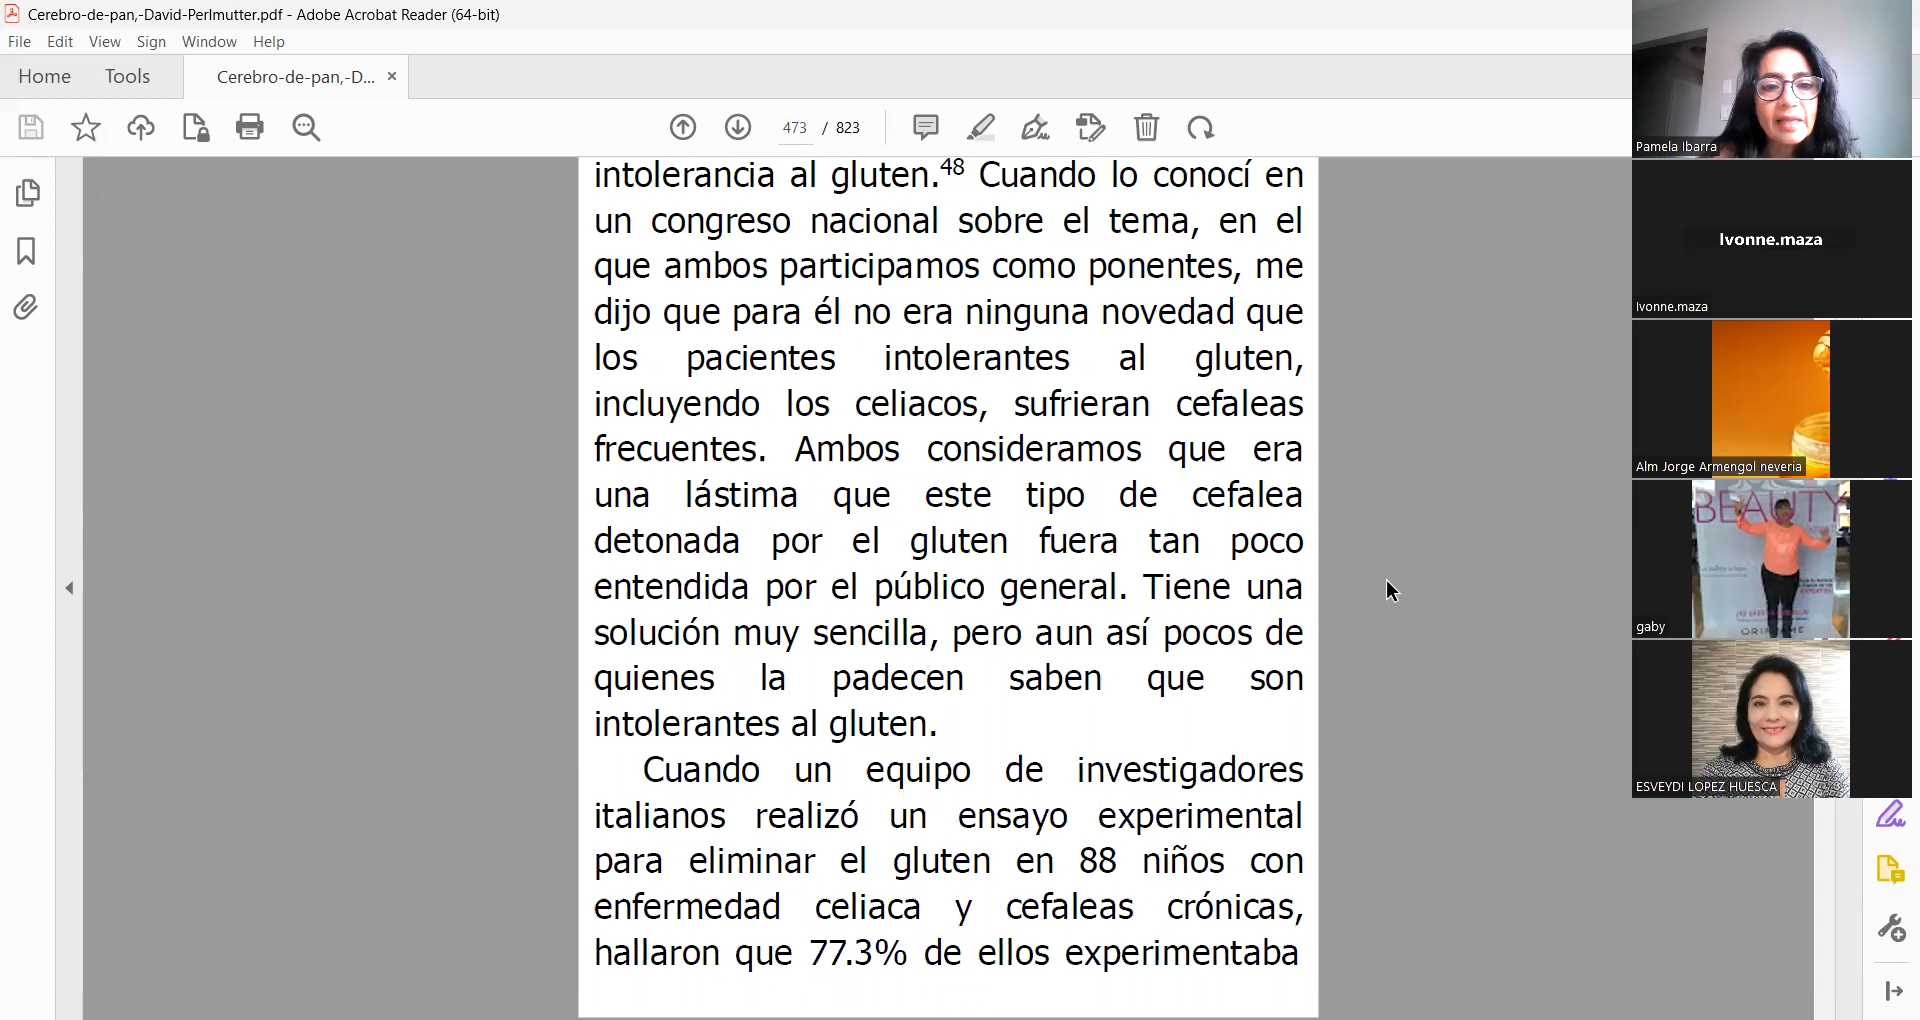 Cerebro-de-pan,-David-Perlmutter.pdf - Adobe Acrobat Reader (64-bit)
File Edit View Sign Window Help
Home Tools Cerebro-de-pan,-D... ×
473 / 823
intolerancia al gluten.48 Cuando lo conocí en
un congreso nacional sobre el tema, en el
que ambos participamos como ponentes, me
dijo que para él no era ninguna novedad que
los pacientes intolerantes al gluten,
incluyendo los celiacos, sufrieran cefaleas
frecuentes. Ambos consideramos que era
una lástima que este tipo de cefalea
detonada por el gluten fuera tan poco
entendida por el público general. Tiene una
solución muy sencilla, pero aun así pocos de
quienes la padecen saben que son
intolerantes al gluten.
Cuando un equipo de investigadores
italianos realizó un ensayo experimental
para eliminar el gluten en 88 niños con
enfermedad celiaca y cefaleas crónicas,
hallaron que 77.3% de ellos experimentaba
Pamela Ibarra
Ivonne.maza
Ivonne.maza
Alm Jorge Armengol neveria
BEAUTY
gaby
ESVEYDI LOPEZ HUESCA